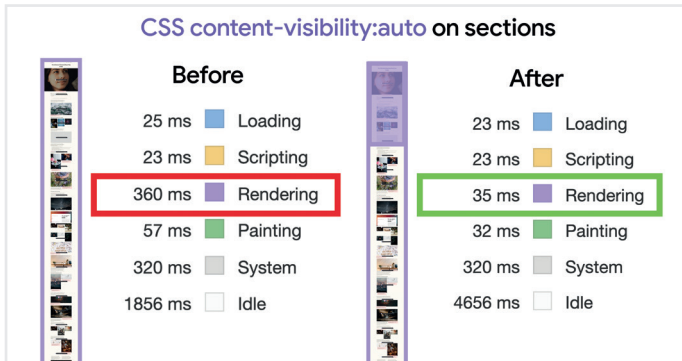 CSS content-visibility:auto on sections
Before
25 ms Loading
23 ms Scripting
360 ms Rendering
57 ms Painting
320 ms System
1856 ms Idle
After
23 ms Loading
23 ms Scripting
35 ms Rendering
32 ms Painting
320 ms System
4656 ms Idle